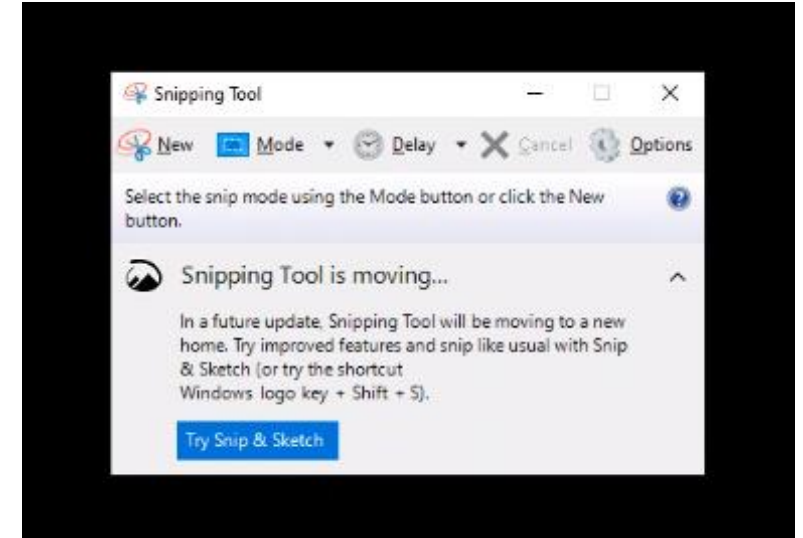 Snipping Tool
New Mode Delay Cancel Options
Select the snip mode using the Mode button or click the New
button.
Snipping Tool is moving...
In a future update, Snipping Tool will be moving to a new
home. Try improved features and snip like usual with Snip
& Sketch (or try the shortcut
Windows logo key + Shift + S).
Try Snip & Sketch